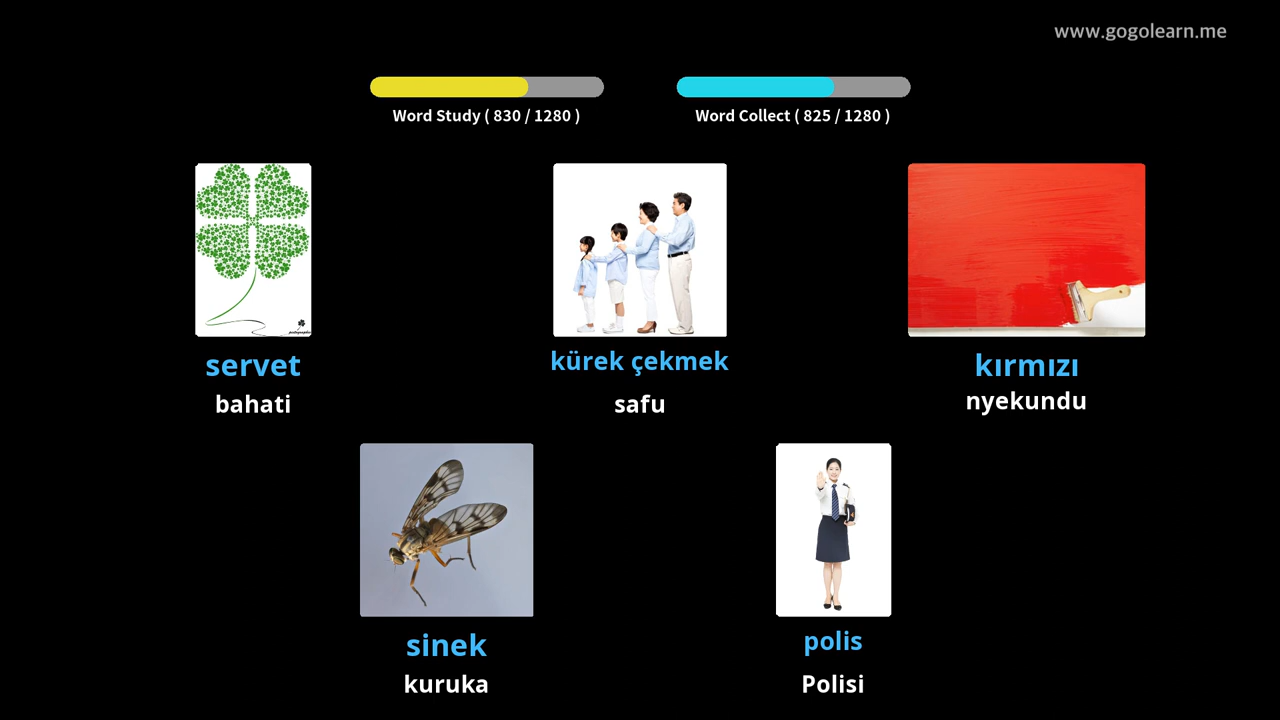 www.gogolearn.me
Word Study ( 830 / 1280 )
Word Collect ( 825 / 1280 )
servet
bahati
kürek çekmek
safu
kırmızı
nyekundu
sinek
kuruka
polis
Polisi